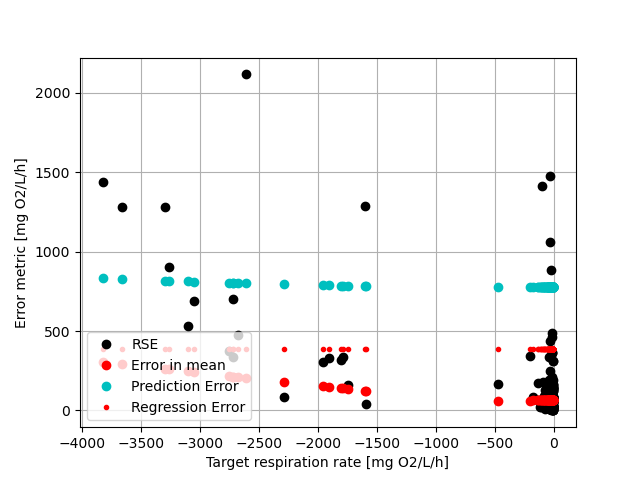 2000
1500
1000
500
0
Error metric [mg O2/L/h]
RSE
Error in mean
Prediction Error
Regression Error
−4000 −3500 −3000 −2500 −2000 −1500 −1000 −500 0
Target respiration rate [mg O2/L/h]